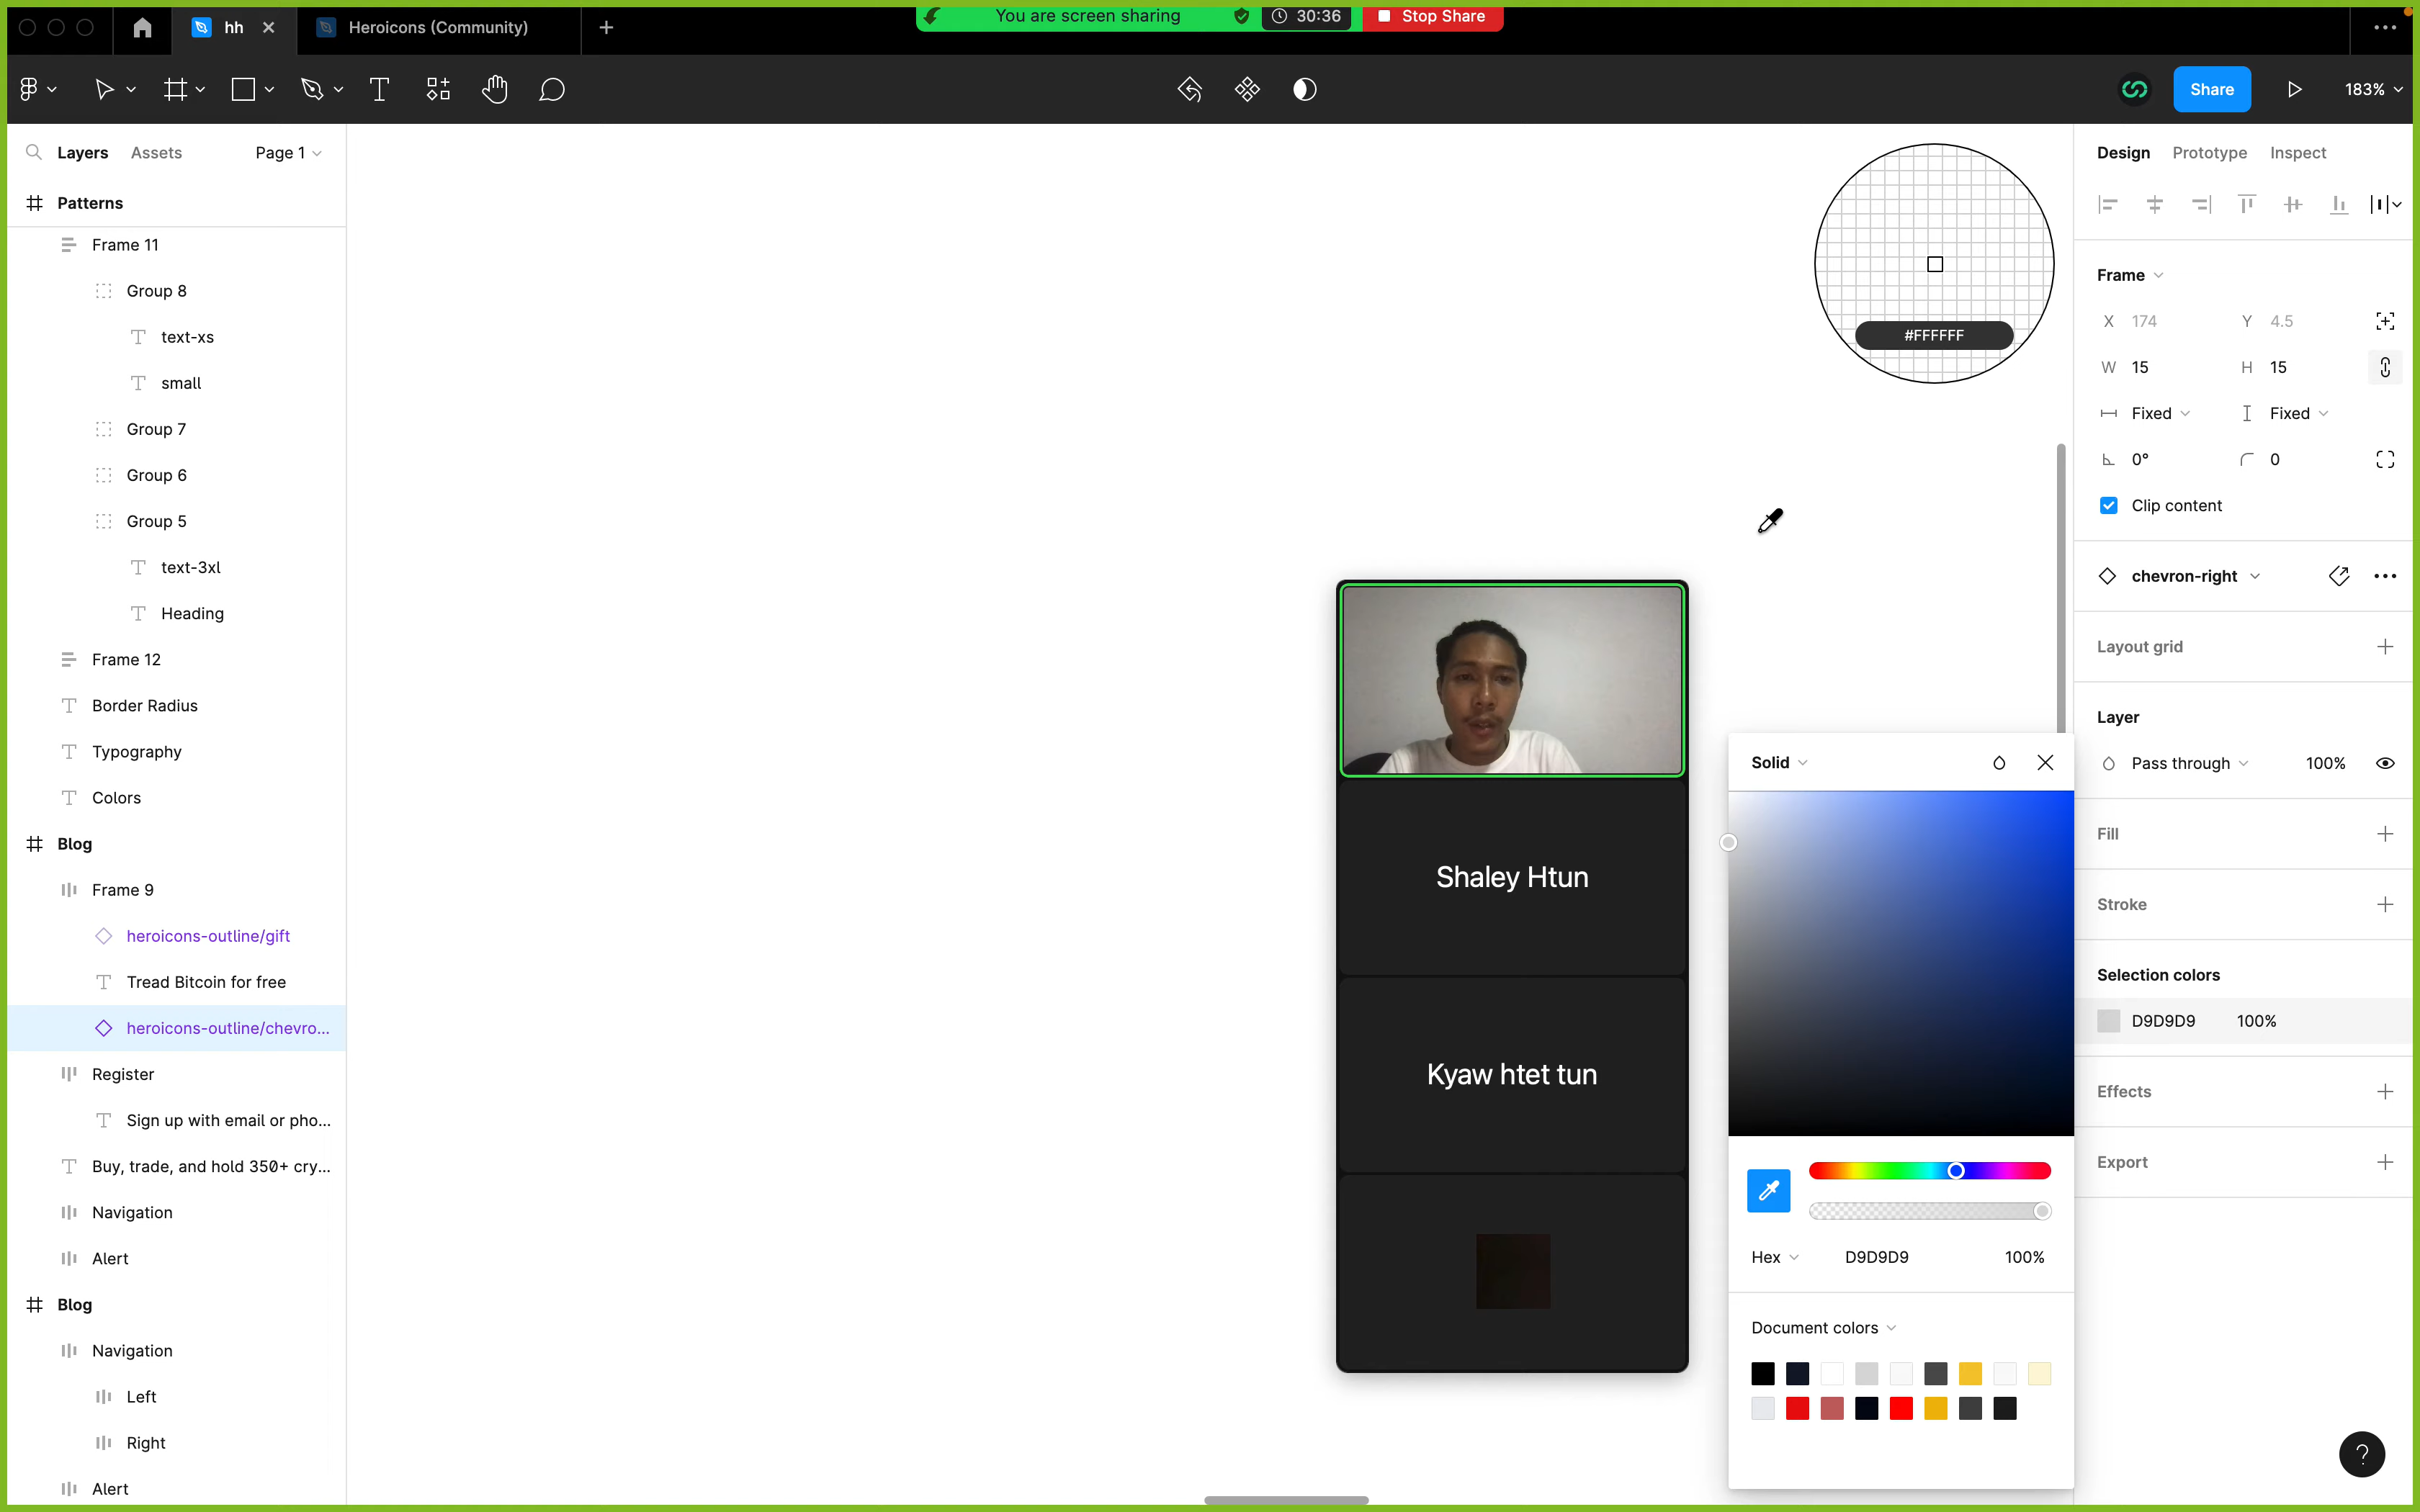 hh
Heroicons (Community)
You are screen sharing
30:36
Stop Share
Share
183%
Layers
Assets
Page 1
Patterns
Frame 11
Group 8
text-xs
small
Group 7
Group 6
Group 5
text-3xl
Heading
Frame 12
Border Radius
Typography
Colors
Blog
Frame 9
heroicons-outline/gift
Tread Bitcoin for free
heroicons-outline/chevro...
Register
Sign up with email or pho...
Buy, trade, and hold 350+ cry...
Navigation
Alert
Blog
Navigation
Left
Right
Alert
#FFFFFF
Shaley Htun
Kyaw htet tun
Solid
Hex
D9D9D9
100%
Document colors
Design
Prototype
Inspect
Frame
X 174
Y 4.5
W 15
H 15
Fixed
Fixed
0°
0
Clip content
chevron-right
Layout grid
Layer
Pass through
100%
Fill
Stroke
Selection colors
D9D9D9
100%
Effects
Export
?